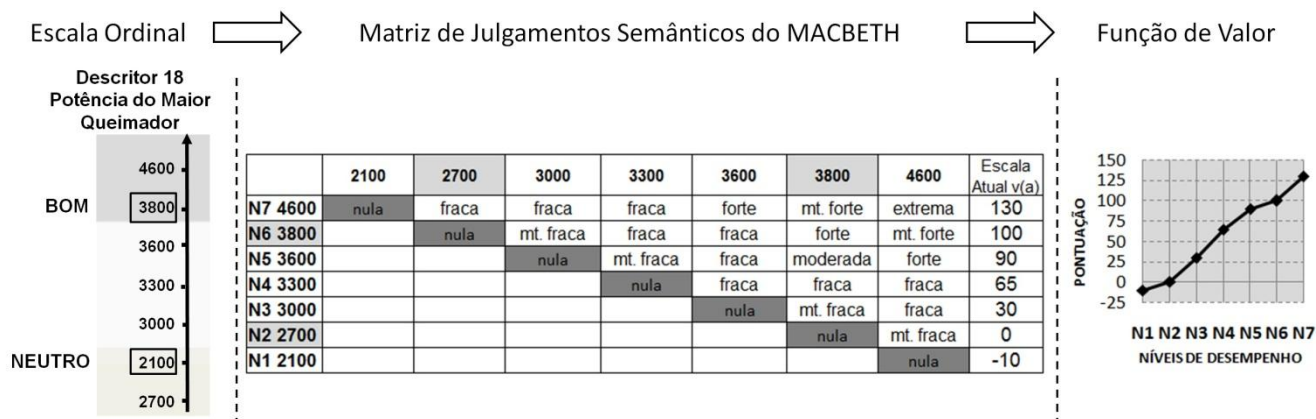 Escala Ordinal
Matriz de Julgamentos Semânticos do MACBETH
Função de Valor
Descritor 18
Potência do Maior
Queimador
4600
BOM 3800
3600
3300
3000
NEUTRO 2100
2700
2100 2700 3000 3300 3600 3800 4600 Escala Atual v(a)
N7 4600 nula fraca fraca fraca forte mt. forte extrema 130
N6 3800 nula mt. fraca fraca fraca forte mt. forte 100
N5 3600 nula mt. fraca fraca moderada forte 90
N4 3300 nula fraca fraca fraca 65
N3 3000 nula mt. fraca fraca 30
N2 2700 nula mt. fraca 0
N1 2100 nula -10
PONTUAÇÃO
150
125
100
75
50
25
0
-25
N1 N2 N3 N4 N5 N6 N7
NÍVEIS DE DESEMPENHO